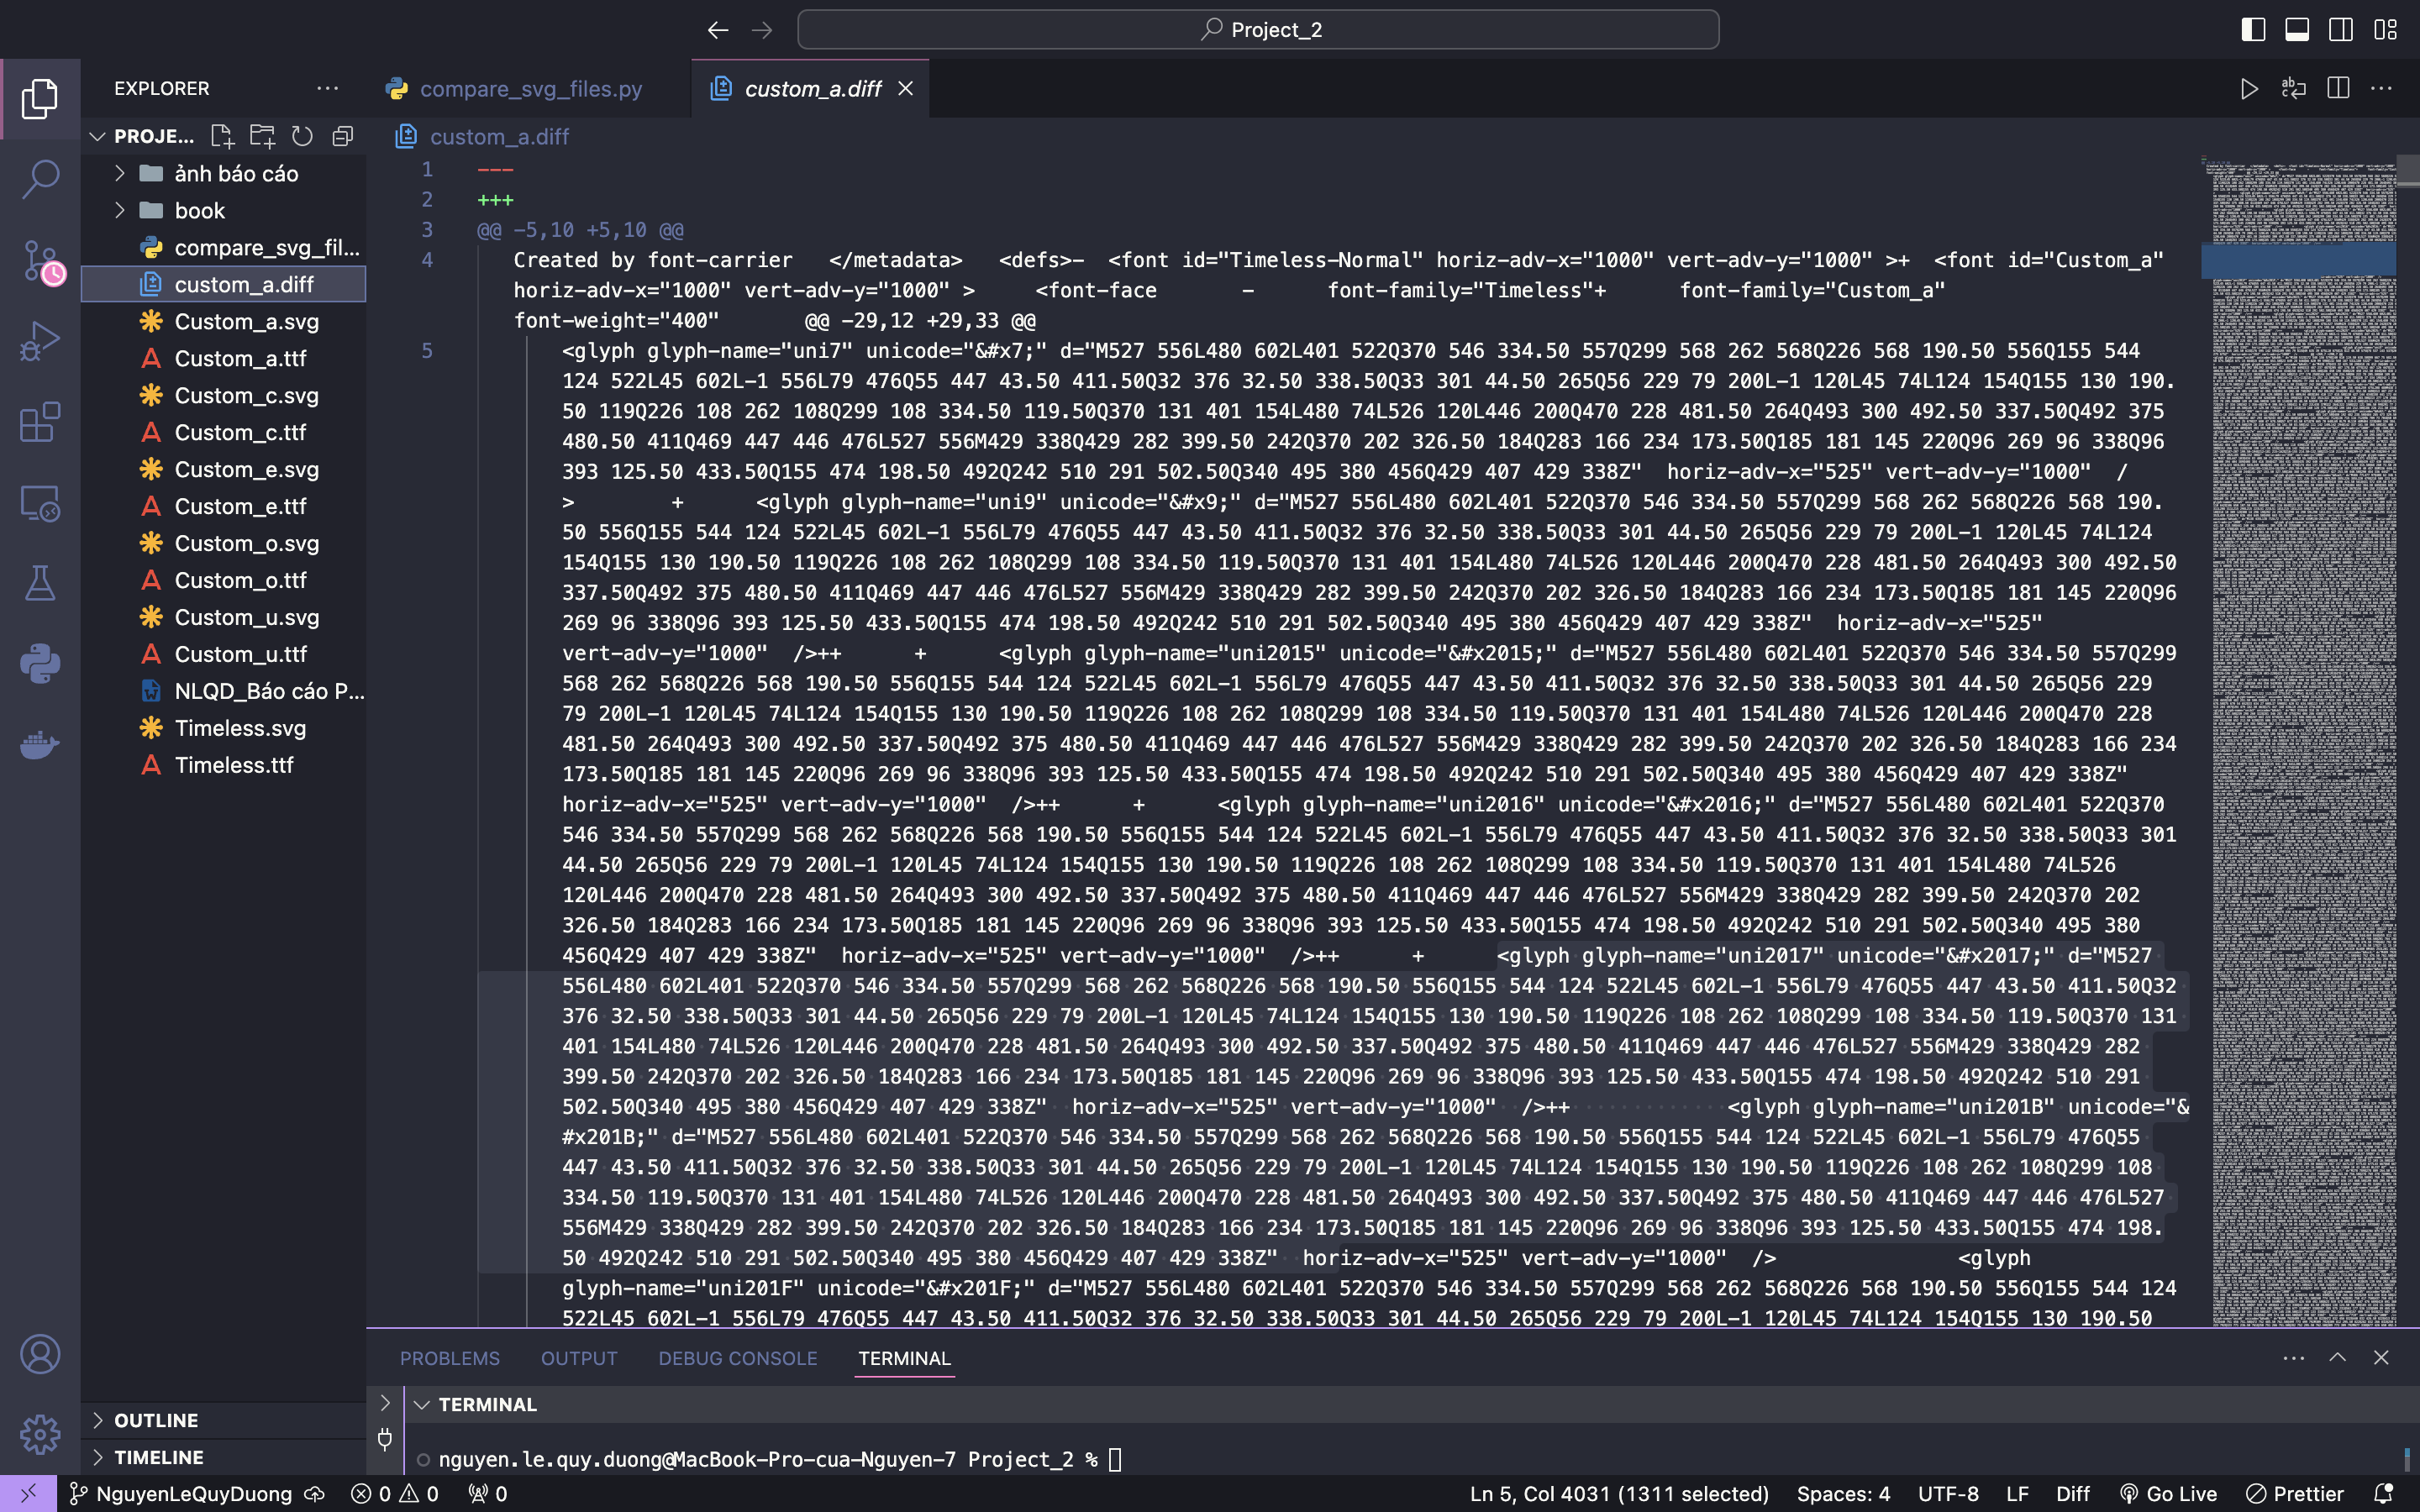 Project_2
EXPLORER
compare_svg_files.py
custom_a.diff
PROJE...
ảnh báo cáo
book
compare_svg_fil...
custom_a.diff
Custom_a.svg
Custom_a.ttf
Custom_c.svg
Custom_c.ttf
Custom_e.svg
Custom_e.ttf
Custom_o.svg
Custom_o.ttf
Custom_u.svg
Custom_u.ttf
NLQD_Báo cáo P...
Timeless.svg
Timeless.ttf
OUTLINE
TIMELINE
custom_a.diff
1 ---
2 +++
3 @@ -5,10 +5,10 @@
4 Created by font-carrier </metadata> <defs>- <font id="Timeless-Normal" horiz-adv-x="1000" vert-adv-y="1000" >+ <font id="Custom_a"
horiz-adv-x="1000" vert-adv-y="1000" > <font-face - font-family="Timeless"+ font-family="Custom_a"
font-weight="400" @@ -29,12 +29,33 @@
5 <glyph glyph-name="uni7" unicode="&#x7;" d="M527 556L480 602L401 522Q370 546 334.50 557Q299 568 262 568Q226 568 190.50 556Q155 544
124 522L45 602L-1 556L79 476Q55 447 43.50 411.50Q32 376 32.50 338.50Q33 301 44.50 265Q56 229 79 200L-1 120L45 74L124 154Q155 130 190.
50 119Q226 108 262 108Q299 108 334.50 119.50Q370 131 401 154L480 74L526 120L446 200Q470 228 481.50 264Q493 300 492.50 337.50Q492 375
480.50 411Q469 447 446 476L527 556M429 338Q429 282 399.50 242Q370 202 326.50 184Q283 166 234 173.50Q185 181 145 220Q96 269 96 338Q96
393 125.50 433.50Q155 474 198.50 492Q242 510 291 502.50Q340 495 380 456Q429 407 429 338Z" horiz-adv-x="525" vert-adv-y="1000" /
> + <glyph glyph-name="uni9" unicode="&#x9;" d="M527 556L480 602L401 522Q370 546 334.50 557Q299 568 262 568Q226 568 190.
50 556Q155 544 124 522L45 602L-1 556L79 476Q55 447 43.50 411.50Q32 376 32.50 338.50Q33 301 44.50 265Q56 229 79 200L-1 120L45 74L124
154Q155 130 190.50 119Q226 108 262 108Q299 108 334.50 119.50Q370 131 401 154L480 74L526 120L446 200Q470 228 481.50 264Q493 300 492.50
337.50Q492 375 480.50 411Q469 447 446 476L527 556M429 338Q429 282 399.50 242Q370 202 326.50 184Q283 166 234 173.50Q185 181 145 220Q96
269 96 338Q96 393 125.50 433.50Q155 474 198.50 492Q242 510 291 502.50Q340 495 380 456Q429 407 429 338Z" horiz-adv-x="525"
vert-adv-y="1000" />++ + <glyph glyph-name="uni2015" unicode="&#x2015;" d="M527 556L480 602L401 522Q370 546 334.50 557Q299
568 262 568Q226 568 190.50 556Q155 544 124 522L45 602L-1 556L79 476Q55 447 43.50 411.50Q32 376 32.50 338.50Q33 301 44.50 265Q56 229
79 200L-1 120L45 74L124 154Q155 130 190.50 119Q226 108 262 108Q299 108 334.50 119.50Q370 131 401 154L480 74L526 120L446 200Q470 228
481.50 264Q493 300 492.50 337.50Q492 375 480.50 411Q469 447 446 476L527 556M429 338Q429 282 399.50 242Q370 202 326.50 184Q283 166 234
173.50Q185 181 145 220Q96 269 96 338Q96 393 125.50 433.50Q155 474 198.50 492Q242 510 291 502.50Q340 495 380 456Q429 407 429 338Z"
horiz-adv-x="525" vert-adv-y="1000" />++ + <glyph glyph-name="uni2016" unicode="&#x2016;" d="M527 556L480 602L401 522Q370
546 334.50 557Q299 568 262 568Q226 568 190.50 556Q155 544 124 522L45 602L-1 556L79 476Q55 447 43.50 411.50Q32 376 32.50 338.50Q33 301
44.50 265Q56 229 79 200L-1 120L45 74L124 154Q155 130 190.50 119Q226 108 262 108Q299 108 334.50 119.50Q370 131 401 154L480 74L526
120L446 200Q470 228 481.50 264Q493 300 492.50 337.50Q492 375 480.50 411Q469 447 446 476L527 556M429 338Q429 282 399.50 242Q370 202
326.50 184Q283 166 234 173.50Q185 181 145 220Q96 269 96 338Q96 393 125.50 433.50Q155 474 198.50 492Q242 510 291 502.50Q340 495 380
456Q429 407 429 338Z" horiz-adv-x="525" vert-adv-y="1000" />++ + <glyph glyph-name="uni2017" unicode="&#x2017;" d="M527
556L480 602L401 522Q370 546 334.50 557Q299 568 262 568Q226 568 190.50 556Q155 544 124 522L45 602L-1 556L79 476Q55 447 43.50 411.50Q32
376 32.50 338.50Q33 301 44.50 265Q56 229 79 200L-1 120L45 74L124 154Q155 130 190.50 119Q226 108 262 108Q299 108 334.50 119.50Q370 131
401 154L480 74L526 120L446 200Q470 228 481.50 264Q493 300 492.50 337.50Q492 375 480.50 411Q469 447 446 476L527 556M429 338Q429 282
399.50 242Q370 202 326.50 184Q283 166 234 173.50Q185 181 145 220Q96 269 96 338Q96 393 125.50 433.50Q155 474 198.50 492Q242 510 291
502.50Q340 495 380 456Q429 407 429 338Z" horiz-adv-x="525" vert-adv-y="1000" />++ <glyph glyph-name="uni201B" unicode="&
#x201B;" d="M527 556L480 602L401 522Q370 546 334.50 557Q299 568 262 568Q226 568 190.50 556Q155 544 124 522L45 602L-1 556L79 476Q55
447 43.50 411.50Q32 376 32.50 338.50Q33 301 44.50 265Q56 229 79 200L-1 120L45 74L124 154Q155 130 190.50 119Q226 108 262 108Q299 108
334.50 119.50Q370 131 401 154L480 74L526 120L446 200Q470 228 481.50 264Q493 300 492.50 337.50Q492 375 480.50 411Q469 447 446 476L527
556M429 338Q429 282 399.50 242Q370 202 326.50 184Q283 166 234 173.50Q185 181 145 220Q96 269 96 338Q96 393 125.50 433.50Q155 474 198.
50 492Q242 510 291 502.50Q340 495 380 456Q429 407 429 338Z" horiz-adv-x="525" vert-adv-y="1000" /> <glyph
glyph-name="uni201F" unicode="&#x201F;" d="M527 556L480 602L401 522Q370 546 334.50 557Q299 568 262 568Q226 568 190.50 556Q155 544 124
522L45 602L-1 556L79 476Q55 447 43.50 411.50Q32 376 32.50 338.50Q33 301 44.50 265Q56 229 79 200L-1 120L45 74L124 154Q155 130 190.50
PROBLEMS OUTPUT DEBUG CONSOLE TERMINAL
TERMINAL
nguyen.le.quy.duong@MacBook-Pro-cua-Nguyen-7 Project_2 %
NguyenLeQuyDuong 0 0 0 Ln 5, Col 4031 (1311 selected) Spaces: 4 UTF-8 LF Diff Go Live Prettier